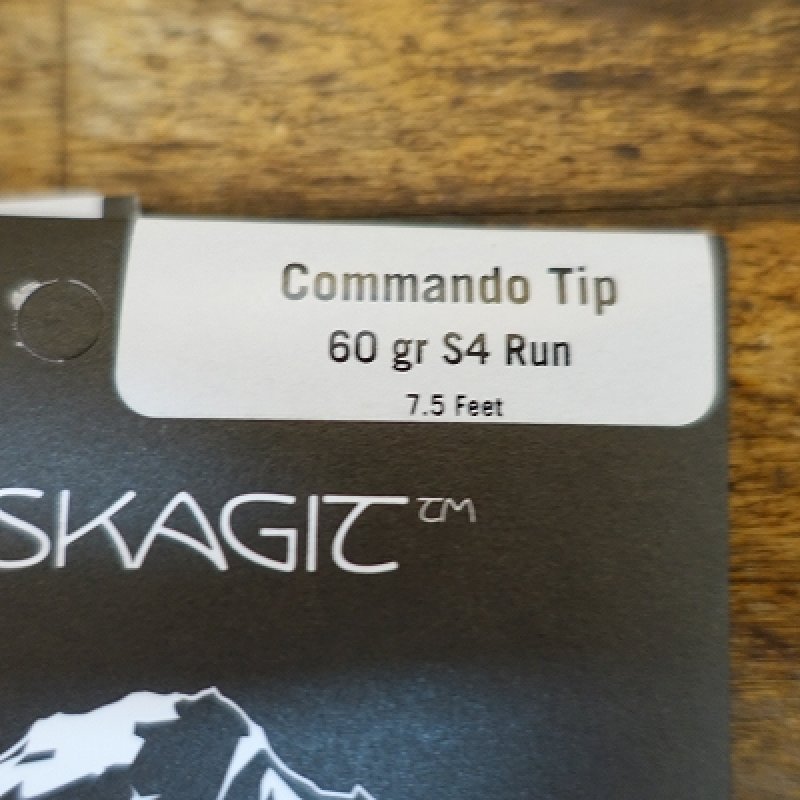 Commando Tip
60 gr S4 Run
7.5 Feet
SKAGIT™